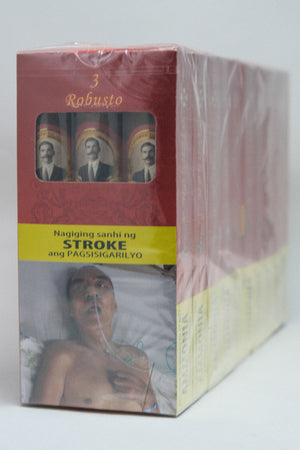 3
Robusto
Nagiging sanhi ng
STROKE
ang PAGSISIGARILYO